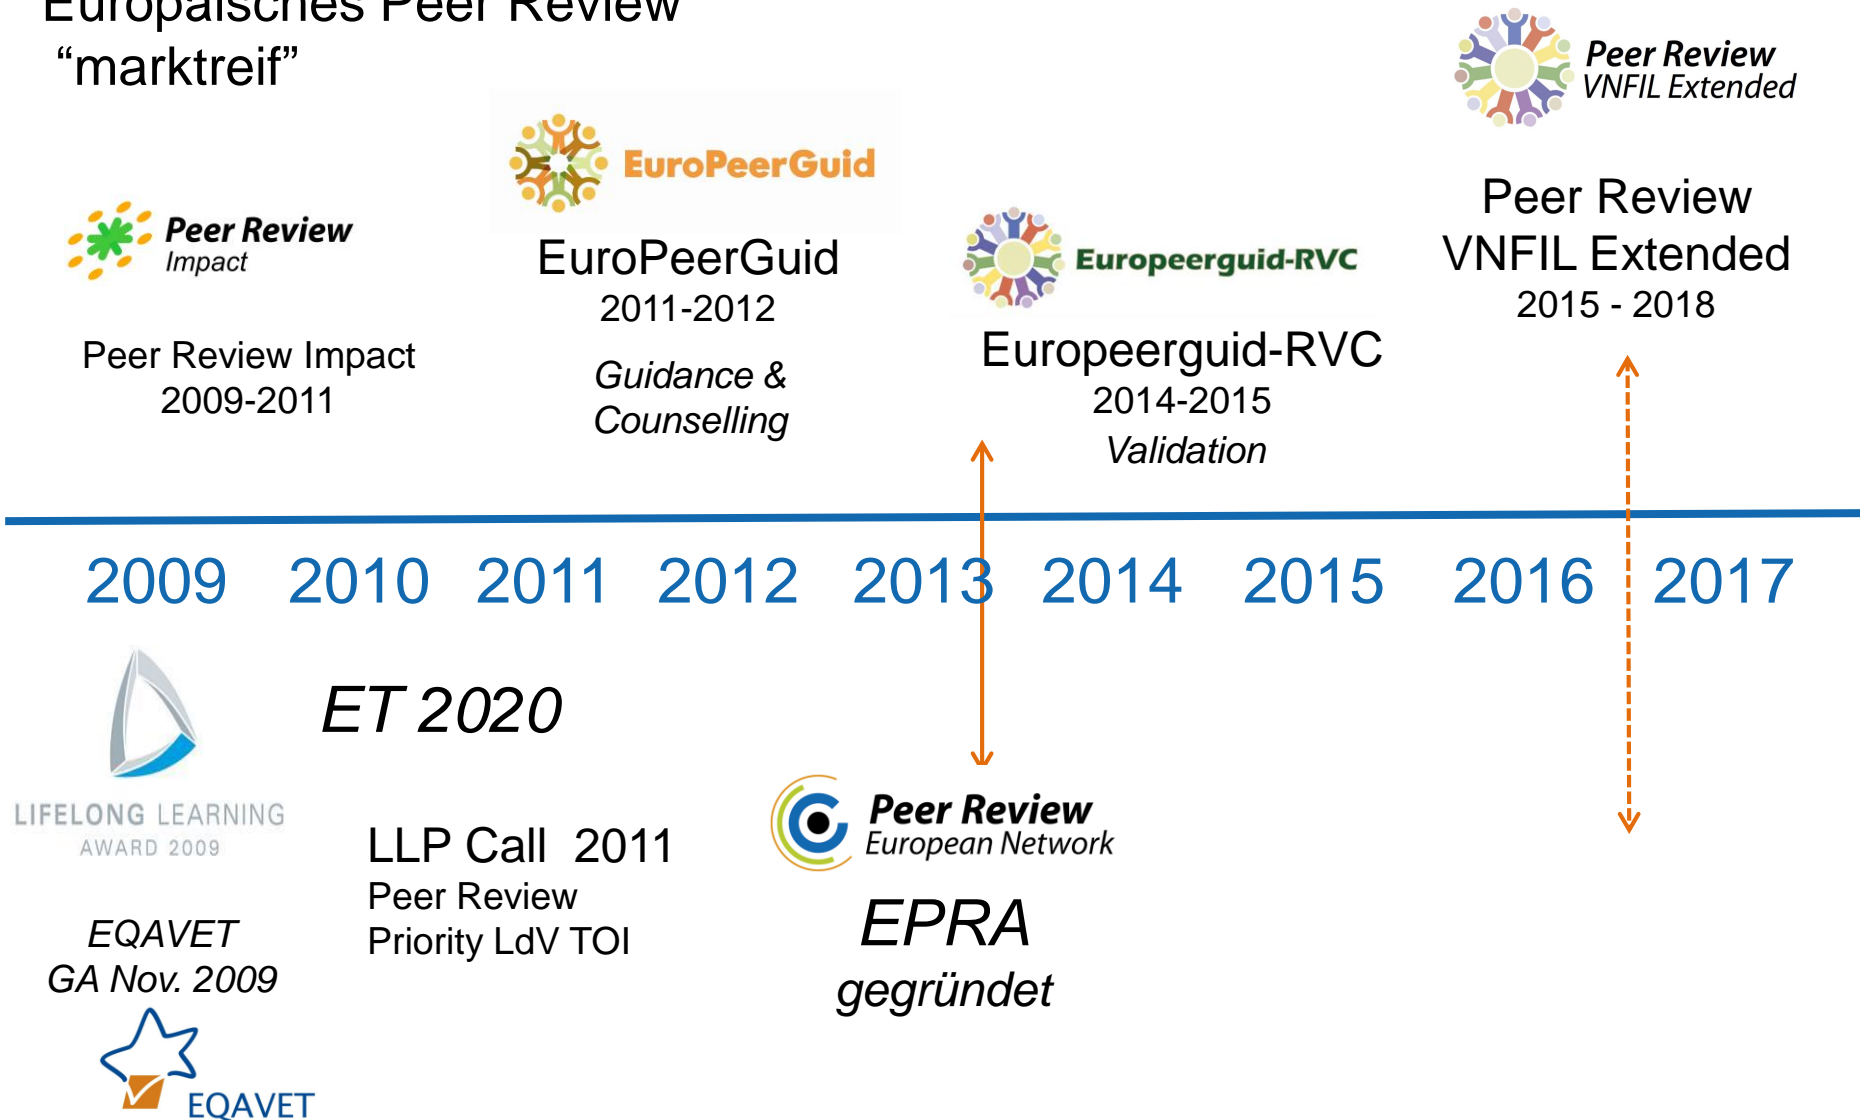 Europäisches Peer Review
“marktreif”
Peer Review
VNFIL Extended
EuroPeerGuid
Peer Review
Impact
Europeerguid-RVC
Peer Review
VNFIL Extended
2015 - 2018
EuroPeerGuid
2011-2012
Guidance &
Counselling
Peer Review Impact
2009-2011
Europeerguid-RVC
2014-2015
Validation
2009 2010 2011 2012 2013 2014 2015 2016 2017
LIFELONG LEARNING
AWARD 2009
ET 2020
LLP Call 2011
Peer Review
Priority LdV TOI
Peer Review
European Network
EPRA
gegründet
EQAVET
GA Nov. 2009
EQAVET